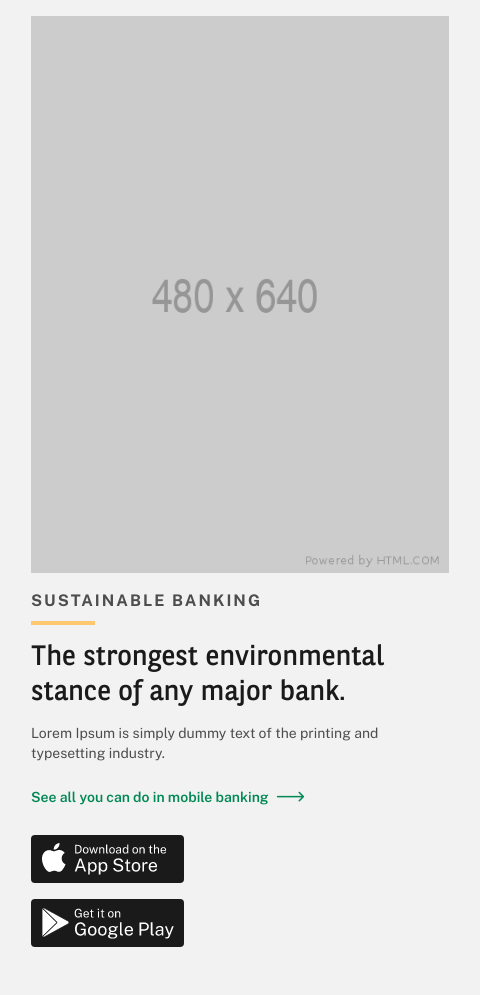 480 x 640
Powered by HTML.COM
SUSTAINABLE BANKING
The strongest environmental
stance of any major bank.
Lorem Ipsum is simply dummy text of the printing and
typesetting industry.
See all you can do in mobile banking
Download on the
App Store
Get it on
Google Play